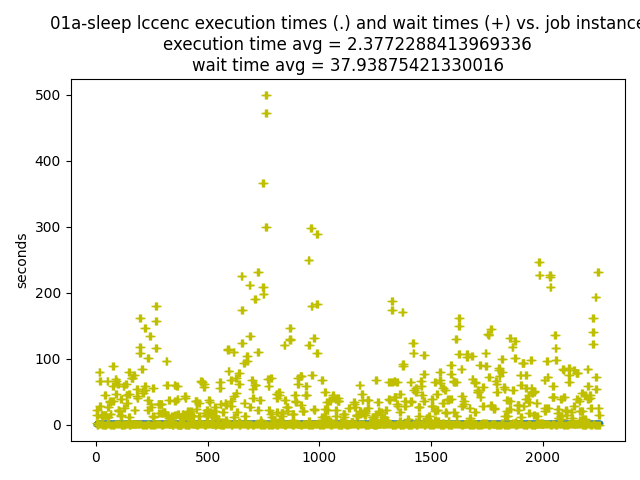 01a-sleep lccenc execution times (.) and wait times (+) vs. job instance
execution time avg = 2.3772288413969336
wait time avg = 37.93875421330016
500
400
300
200
100
0
seconds
0 500 1000 1500 2000